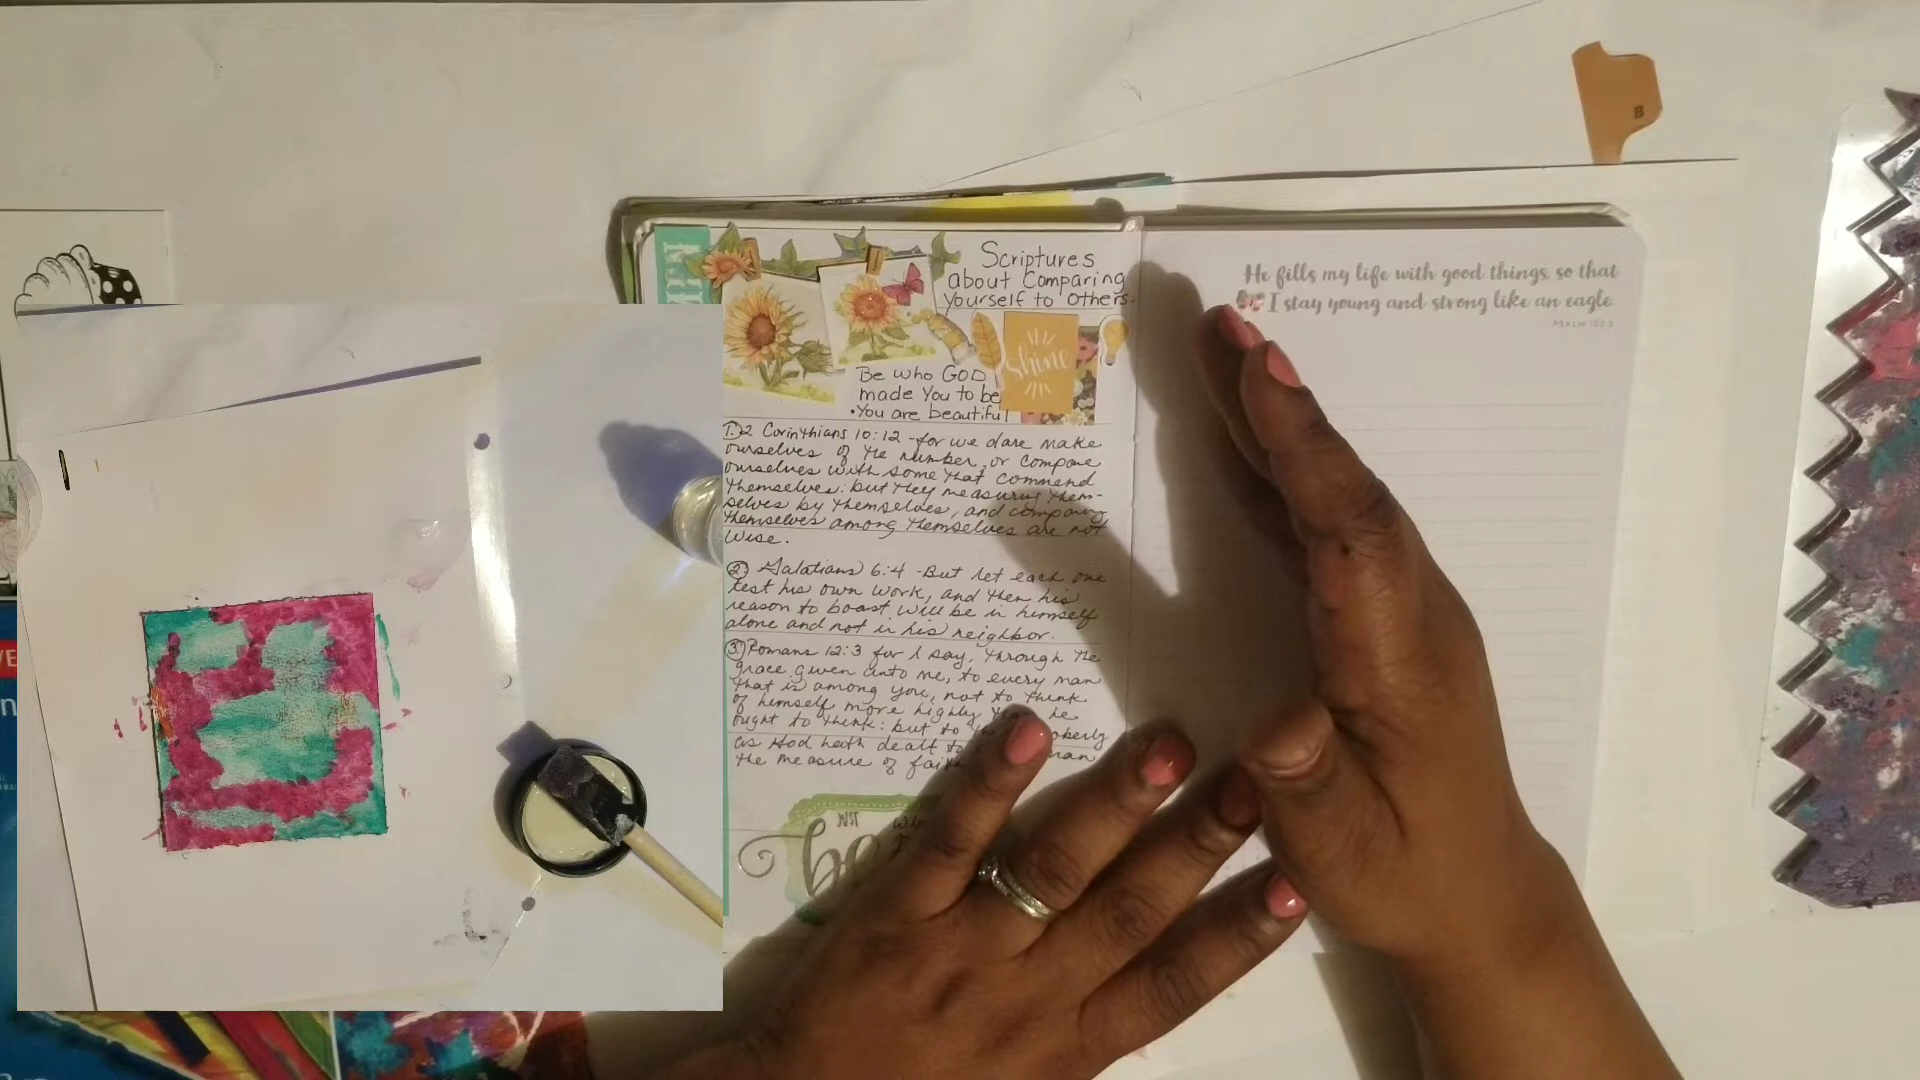 Scriptures
about Comparing
yourself to others.
shine
Be who GOD
made You to be
• You are beautiful
1. 2 Corinthians 10:12 - for we dare make
ourselves of the number, or compare
ourselves with some that commend
themselves: but they measuring them-
selves by themselves, and comparing
themselves among themselves are not
wise.
2. Galatians 6:4 - But let each one
test his own work, and then his
reason to boast will be in himself
alone and not in his neighbor.
3. Romans 12:3 for I say, through the
grace given unto me, to every man
that is among you, not to think
of himself more highly than he
ought to think: but to
as God hath dealt to man
the measure of
He fills my life with good things, so that
I stay young and strong like an eagle.
PSALM 103:5
B